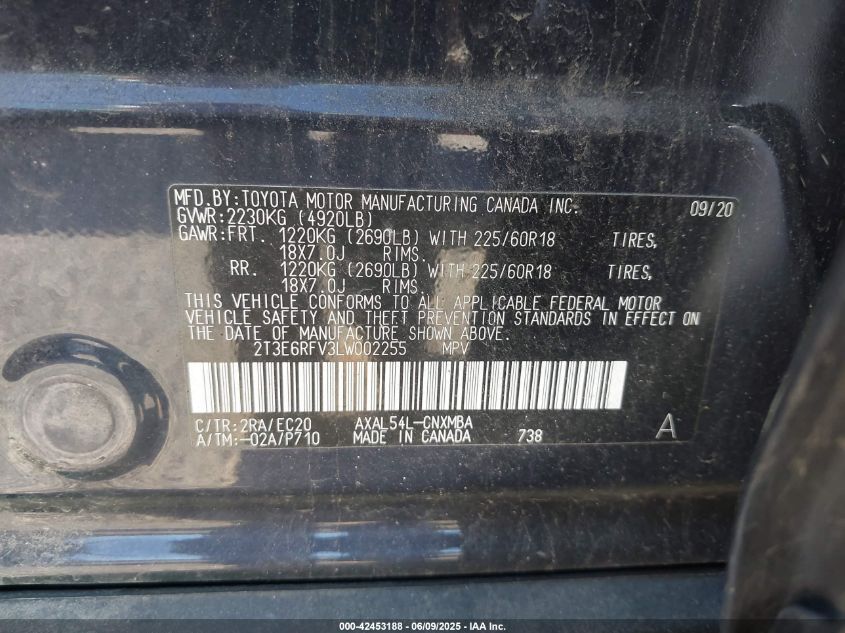 MFD.BY:TOYOTA MOTOR MANUFACTURING CANADA INC. 09/20
GVWR:2230KG (4920LB)
GAWR:FRT. 1220KG (2690LB) WITH 225/60R18 TIRES,
18X7.0J RIMS.
RR. 1220KG (2690LB) WITH 225/60R18 TIRES,
18X7.0J RIMS.
THIS VEHICLE CONFORMS TO ALL APPLICABLE FEDERAL MOTOR
VEHICLE SAFETY AND THEFT PREVENTION STANDARDS IN EFFECT ON
THE DATE OF MANUFACTURE SHOWN ABOVE.
2T3E6RFV3LW002255 MPV
C/TR:2RA/EC20 AXAL54L-CNXMBA
A/TM:-02A/P710 MADE IN CANADA 738 A
000-42453188 - 06/09/2025 - IAA Inc.